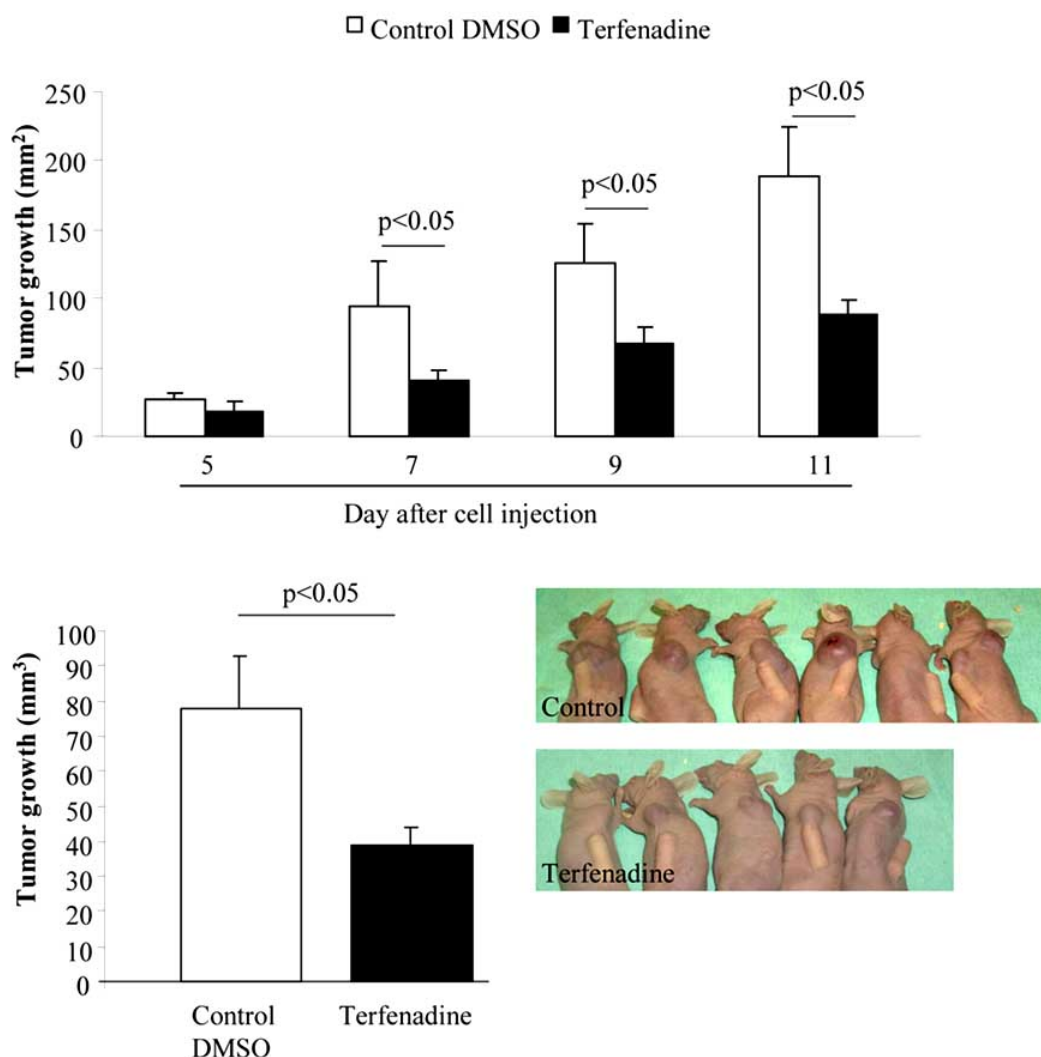 Control DMSO Terfenadine
Tumor growth (mm²)
250
200
150
100
50
0
p<0.05
p<0.05
p<0.05
5 7 9 11
Day after cell injection
Tumor growth (mm³)
100
90
80
70
60
50
40
30
20
10
0
p<0.05
Control
DMSO
Terfenadine
Control
Terfenadine